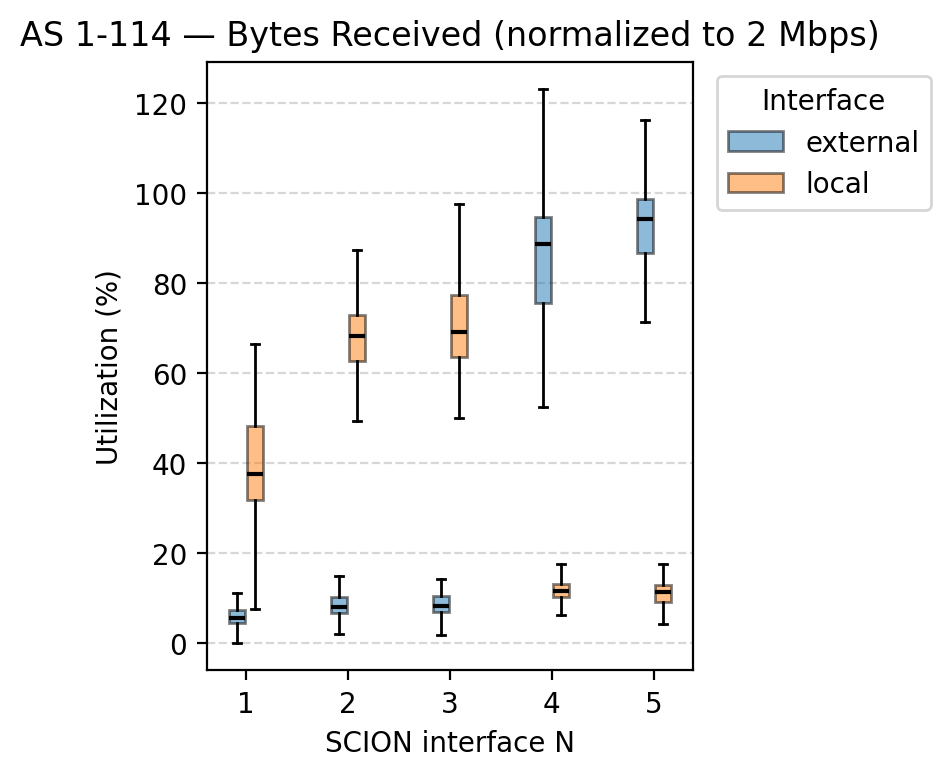 AS 1-114 — Bytes Received (normalized to 2 Mbps)
Interface
external
local
Utilization (%)
120
100
80
60
40
20
0
1 2 3 4 5
SCION interface N